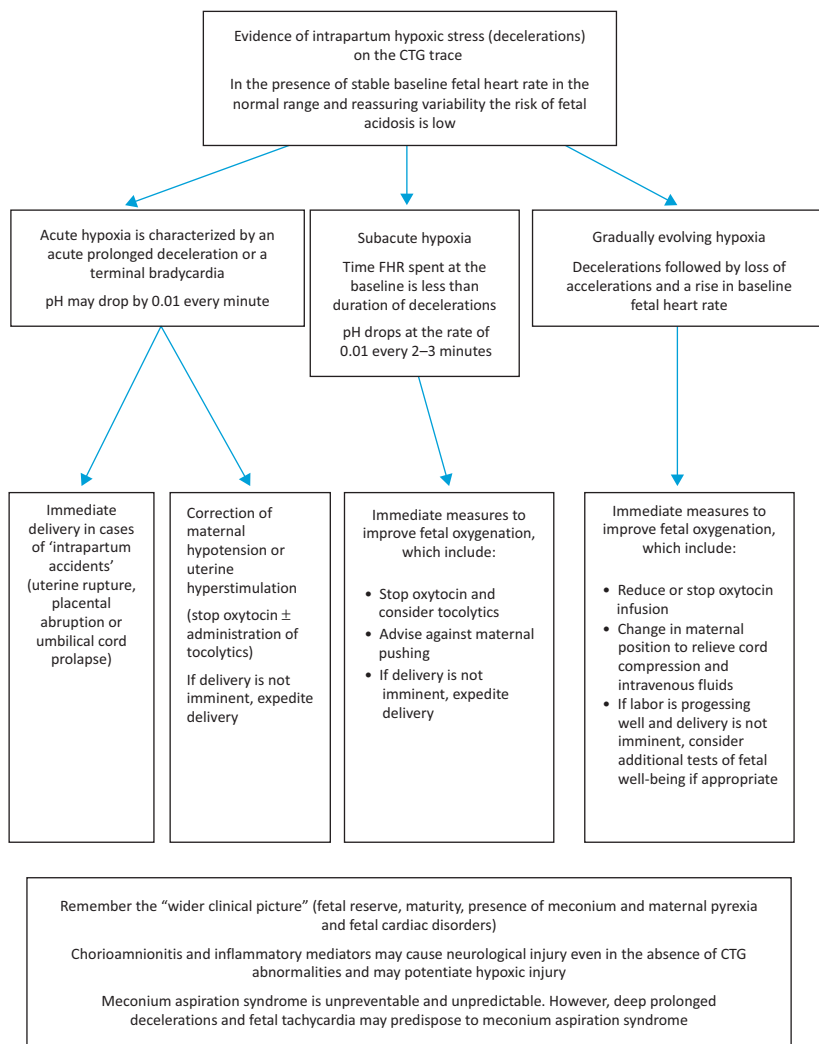 Evidence of intrapartum hypoxic stress (decelerations)
on the CTG trace
In the presence of stable baseline fetal heart rate in the
normal range and reassuring variability the risk of fetal
acidosis is low
Acute hypoxia is characterized by an
acute prolonged deceleration or a
terminal bradycardia
pH may drop by 0.01 every minute
Subacute hypoxia
Time FHR spent at the
baseline is less than
duration of decelerations
pH drops at the rate of
0.01 every 2–3 minutes
Gradually evolving hypoxia
Decelerations followed by loss of
accelerations and a rise in baseline
fetal heart rate
Immediate
delivery in cases
of ‘intrapartum
accidents’
(uterine rupture,
placental
abruption or
umbilical cord
prolapse)
Correction of
maternal
hypotension or
uterine
hyperstimulation
(stop oxytocin ±
administration of
tocolytics)
If delivery is not
imminent, expedite
delivery
Immediate measures to
improve fetal oxygenation,
which include:
• Stop oxytocin and
consider tocolytics
• Advise against maternal
pushing
• If delivery is not
imminent, expedite
delivery
Immediate measures to
improve fetal oxygenation,
which include:
• Reduce or stop oxytocin
infusion
• Change in maternal
position to relieve cord
compression and
intravenous fluids
• If labor is progessing
well and delivery is not
imminent, consider
additional tests of fetal
well-being if appropriate
Remember the “wider clinical picture” (fetal reserve, maturity, presence of meconium and maternal pyrexia
and fetal cardiac disorders)
Chorioamnionitis and inflammatory mediators may cause neurological injury even in the absence of CTG
abnormalities and may potentiate hypoxic injury
Meconium aspiration syndrome is unpreventable and unpredictable. However, deep prolonged
decelerations and fetal tachycardia may predispose to meconium aspiration syndrome